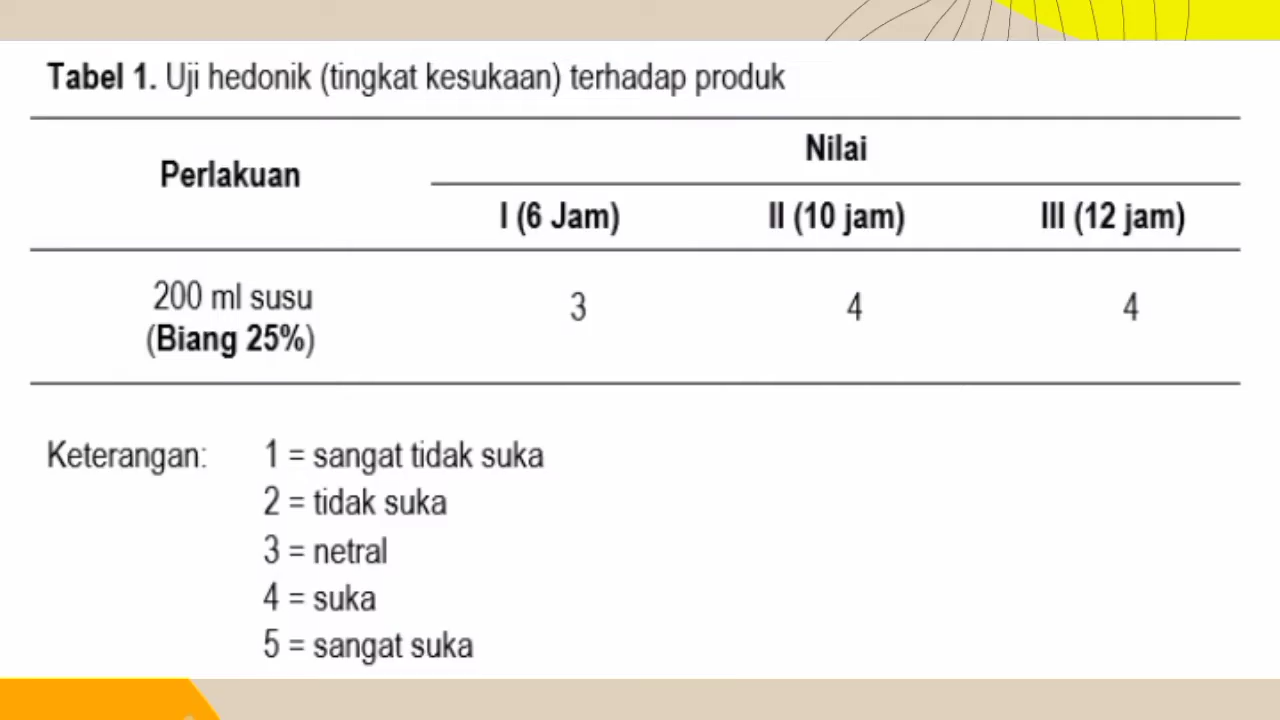 Tabel 1. Uji hedonik (tingkat kesukaan) terhadap produk
Nilai
Perlakuan
I (6 Jam) II (10 jam) III (12 jam)
200 ml susu 3 4 4
(Biang 25%)
Keterangan: 1 = sangat tidak suka
2 = tidak suka
3 = netral
4 = suka
5 = sangat suka